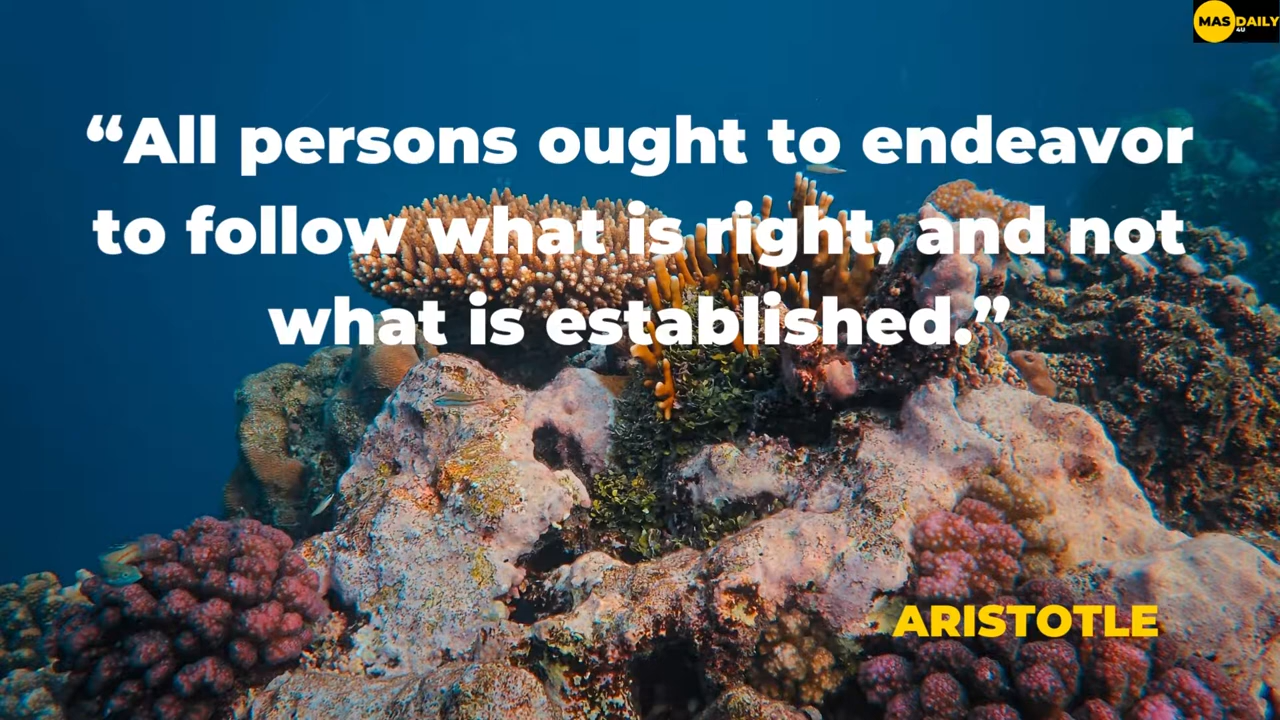 MAS DAILY
4U
“All persons ought to endeavor
to follow what is right, and not
what is established.”
ARISTOTLE